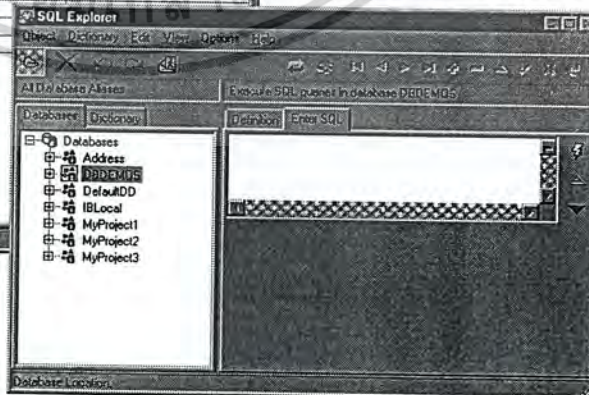 SQL Explorer
Object Dictionary Edit View Options Help
All Database Aliases
Execute SQL queries in database DBDEMOS
Databases Dictionary
Definition Enter SQL
Databases
Address
DBDEMOS
DefaultDD
IBLocal
MyProject1
MyProject2
MyProject3
Database Location